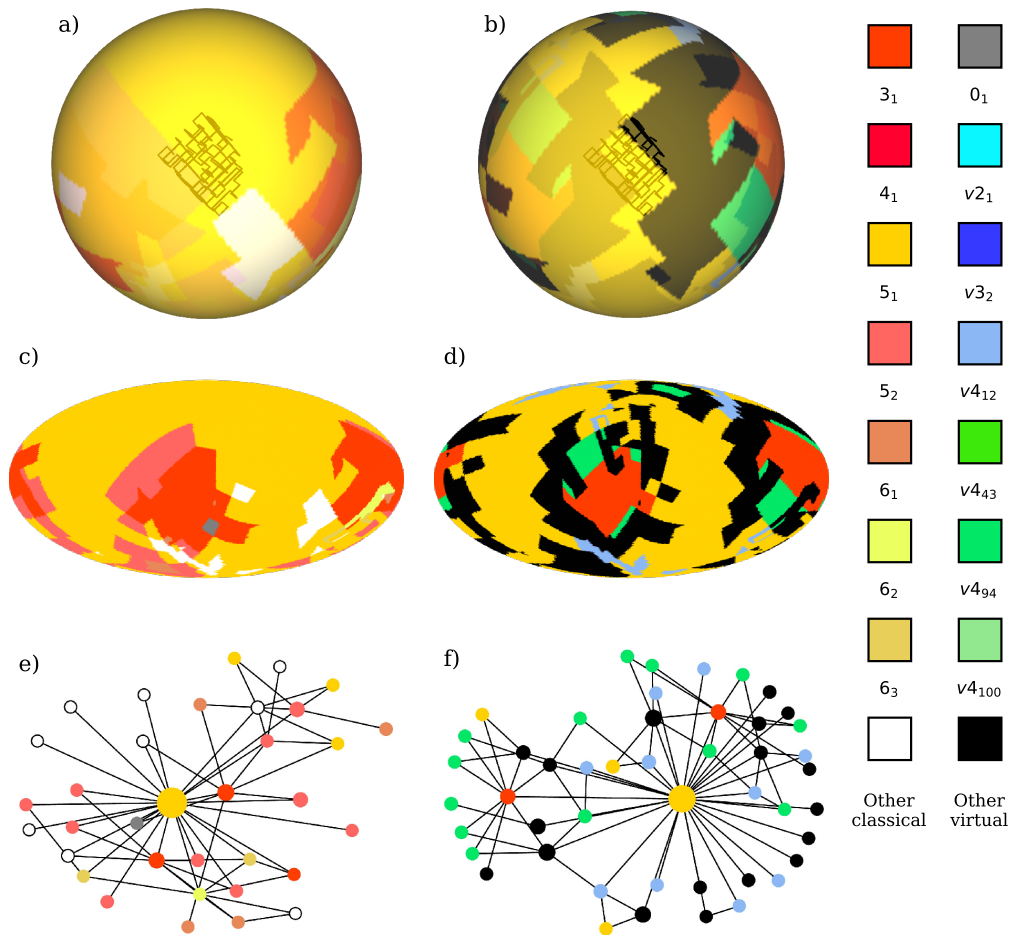 a)
b)
3₁ 0₁
4₁ v2₁
5₁ v3₂
c)
d)
5₂ v4₁₂
6₁ v4₄₃
6₂ v4₉₄
e)
f)
6₃ v4₁₀₀
Other classical
Other virtual